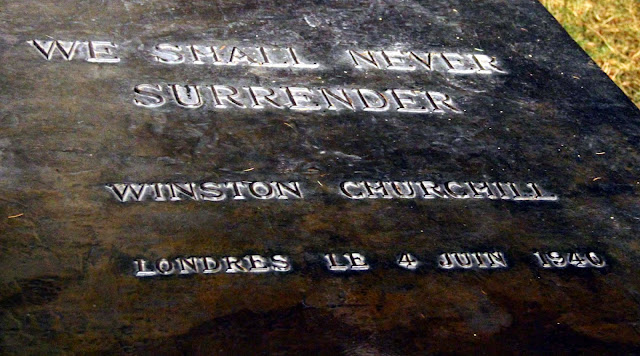 WE SHALL NEVER
SURRENDER
WINSTON CHURCHILL
LONDRES LE 4 JUIN 1940